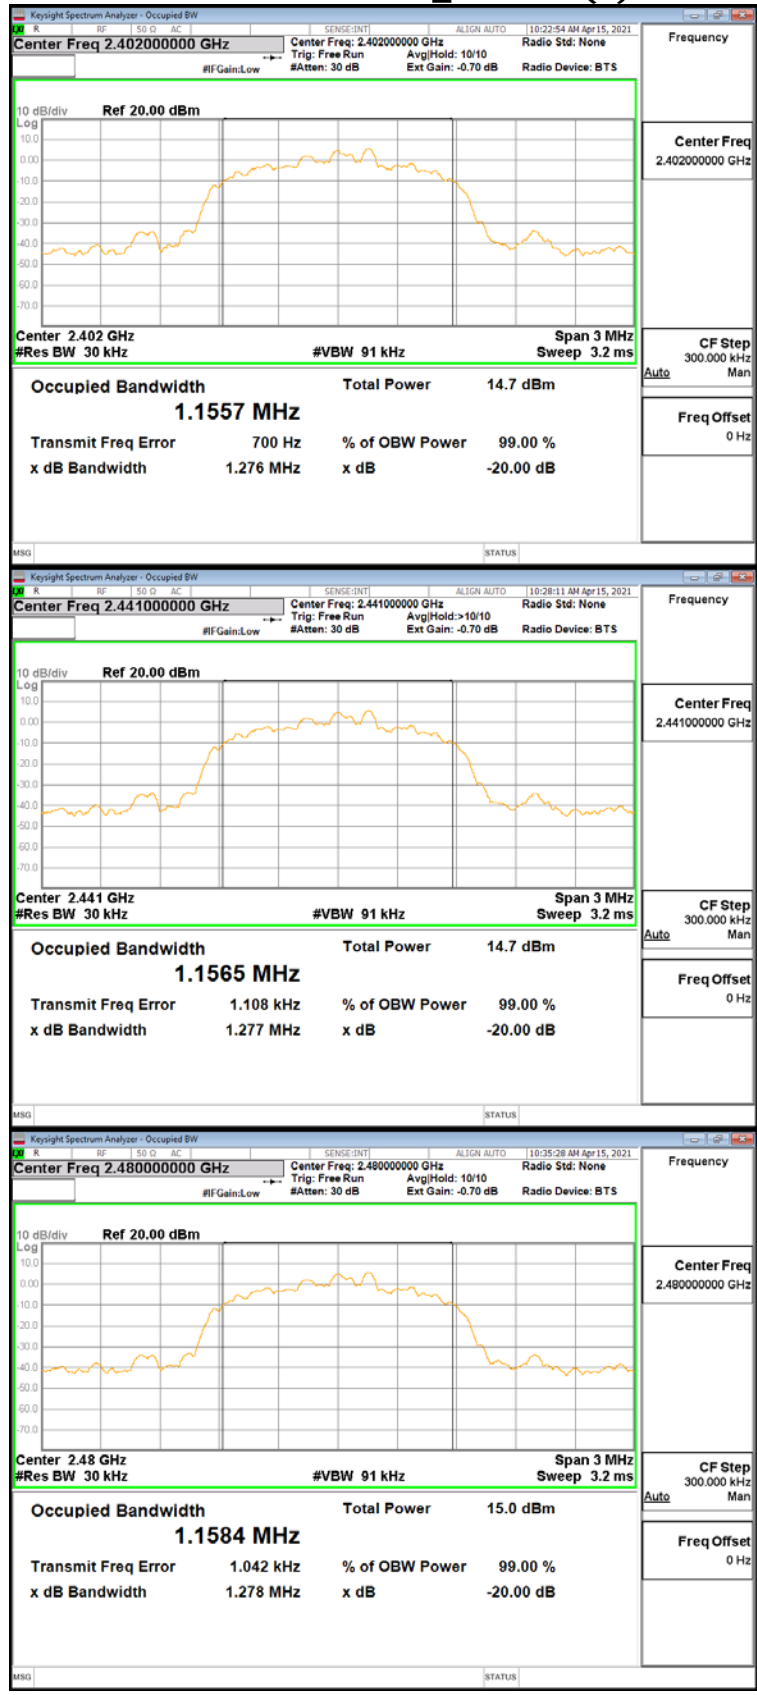 Keysight Spectrum Analyzer - Occupied BW
R RF 50 Ω AC SENSE:INT ALIGN AUTO 10:22:54 AM Apr 15, 2021
Center Freq 2.402000000 GHz Center Freq: 2.402000000 GHz Radio Std: None Frequency
Trig: Free Run Avg|Hold: 10/10
#IFGain:Low #Atten: 30 dB Ext Gain: -0.70 dB Radio Device: BTS
10 dB/div Ref 20.00 dBm
Log
10.0
0.00
-10.0
-20.0
-30.0
-40.0
-50.0
-60.0
-70.0
Center Freq
2.402000000 GHz
Center 2.402 GHz Span 3 MHz
#Res BW 30 kHz #VBW 91 kHz Sweep 3.2 ms
CF Step
300.000 kHz
Auto Man
Occupied Bandwidth Total Power 14.7 dBm
1.1557 MHz
Transmit Freq Error 700 Hz % of OBW Power 99.00 %
x dB Bandwidth 1.276 MHz x dB -20.00 dB
Freq Offset
0 Hz
MSG STATUS
Keysight Spectrum Analyzer - Occupied BW
R RF 50 Ω AC SENSE:INT ALIGN AUTO 10:28:11 AM Apr 15, 2021
Center Freq 2.441000000 GHz Center Freq: 2.441000000 GHz Radio Std: None Frequency
Trig: Free Run Avg|Hold:>10/10
#IFGain:Low #Atten: 30 dB Ext Gain: -0.70 dB Radio Device: BTS
10 dB/div Ref 20.00 dBm
Log
10.0
0.00
-10.0
-20.0
-30.0
-40.0
-50.0
-60.0
-70.0
Center Freq
2.441000000 GHz
Center 2.441 GHz Span 3 MHz
#Res BW 30 kHz #VBW 91 kHz Sweep 3.2 ms
CF Step
300.000 kHz
Auto Man
Occupied Bandwidth Total Power 14.7 dBm
1.1565 MHz
Transmit Freq Error 1.108 kHz % of OBW Power 99.00 %
x dB Bandwidth 1.277 MHz x dB -20.00 dB
Freq Offset
0 Hz
MSG STATUS
Keysight Spectrum Analyzer - Occupied BW
R RF 50 Ω AC SENSE:INT ALIGN AUTO 10:35:28 AM Apr 15, 2021
Center Freq 2.480000000 GHz Center Freq: 2.480000000 GHz Radio Std: None Frequency
Trig: Free Run Avg|Hold: 10/10
#IFGain:Low #Atten: 30 dB Ext Gain: -0.70 dB Radio Device: BTS
10 dB/div Ref 20.00 dBm
Log
10.0
0.00
-10.0
-20.0
-30.0
-40.0
-50.0
-60.0
-70.0
Center Freq
2.480000000 GHz
Center 2.48 GHz Span 3 MHz
#Res BW 30 kHz #VBW 91 kHz Sweep 3.2 ms
CF Step
300.000 kHz
Auto Man
Occupied Bandwidth Total Power 15.0 dBm
1.1584 MHz
Transmit Freq Error 1.042 kHz % of OBW Power 99.00 %
x dB Bandwidth 1.278 MHz x dB -20.00 dB
Freq Offset
0 Hz
MSG STATUS